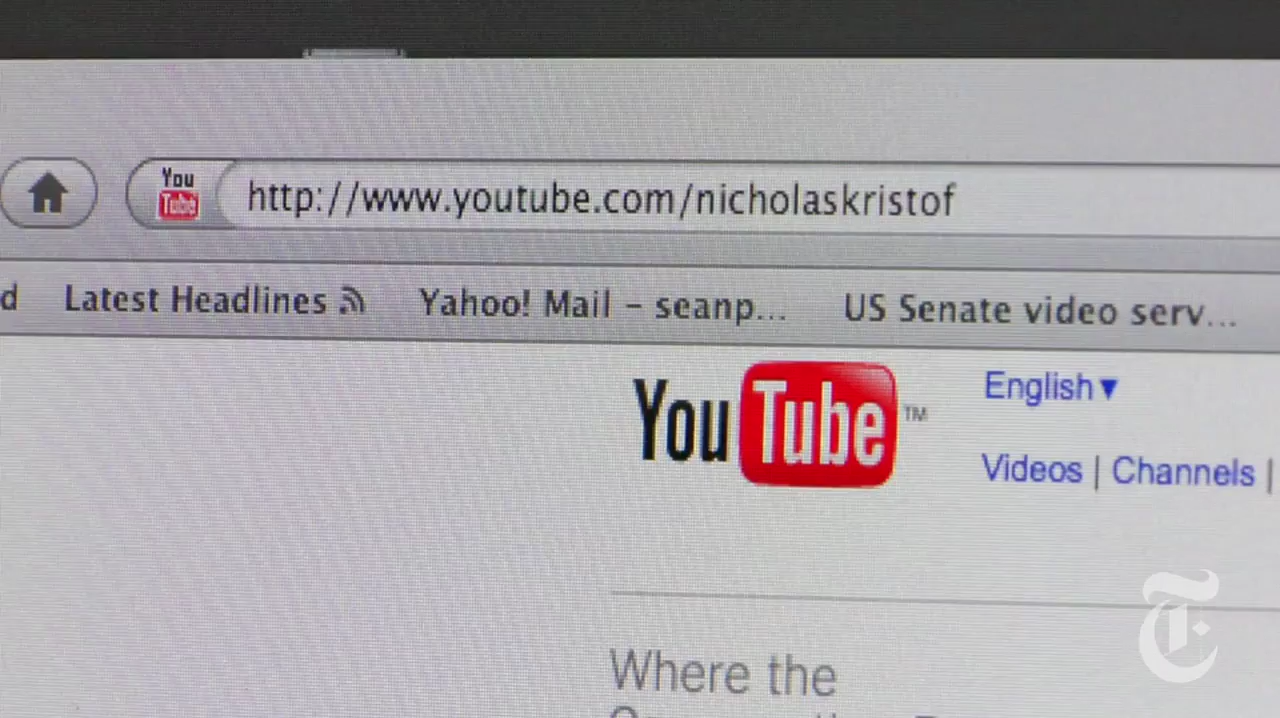 You
Tube
http://www.youtube.com/nicholaskristof
d Latest Headlines Yahoo! Mail – seanp... US Senate video serv...
YouTube™ English▼
Videos | Channels |
Where the